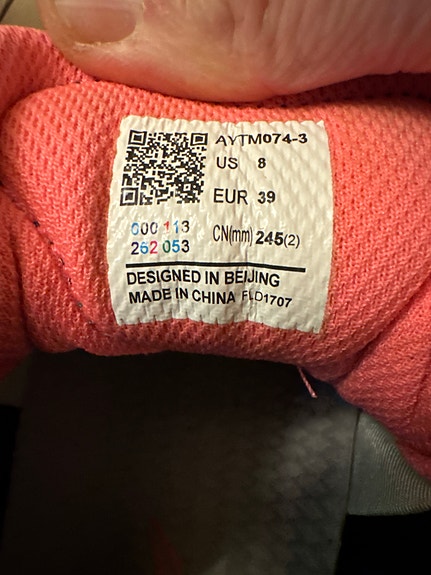 AYTM074-3
US 8
EUR 39
000 113
262 053
CN(mm) 245(2)
DESIGNED IN BEIJING
MADE IN CHINA FLD1707